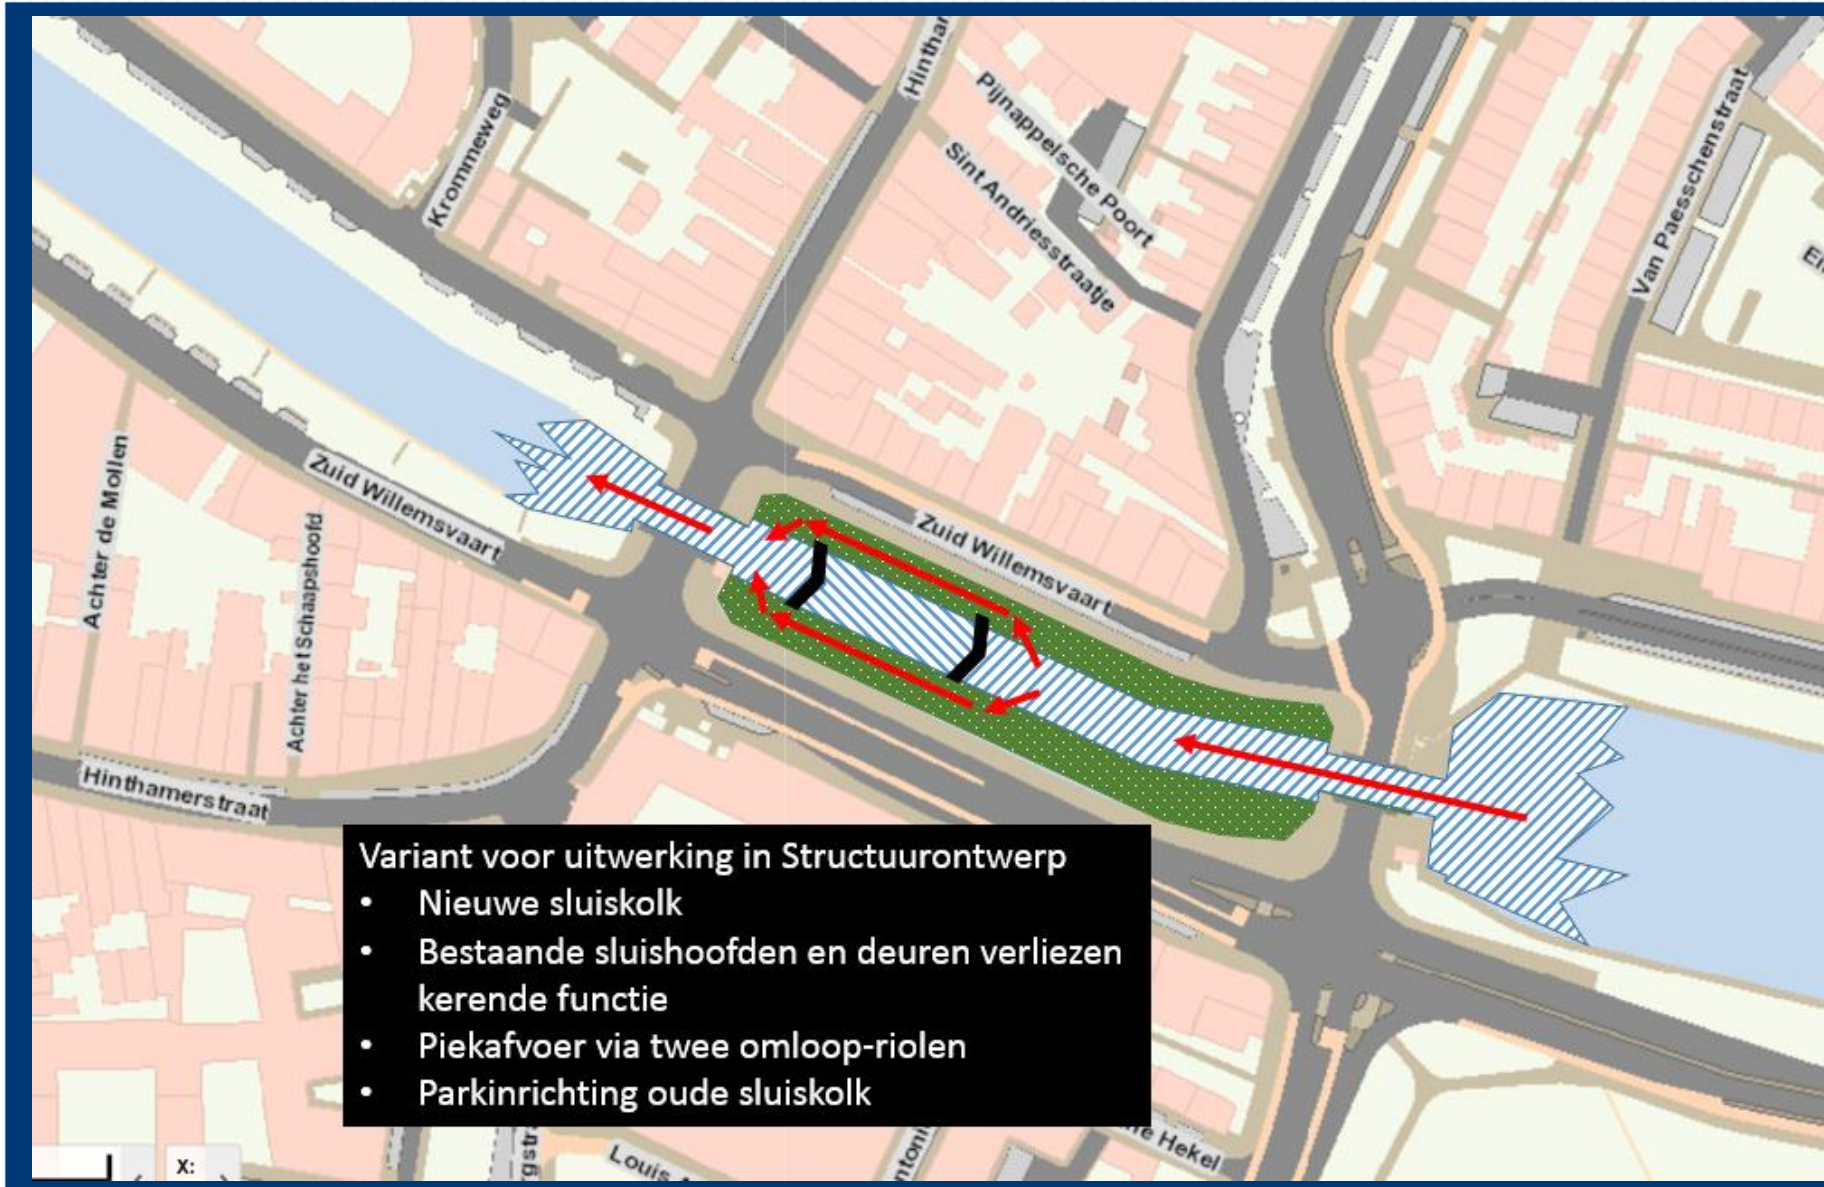 Hinthar
Pijnappelsche Poort
Krommeweg
Sint Andriesstraatje
Van Paesschenstraat
Zuid Willemsvaart
Achter de Mollen
Achter het Schaapshoofd
Zuid Willemsvaart
Hinthamerstraat
Variant voor uitwerking in Structuurontwerp
• Nieuwe sluiskolk
• Bestaande sluishoofden en deuren verliezen
kerende functie
• Piekafvoer via twee omloop-riolen
• Parkinrichting oude sluiskolk
Hekel
Louis
X: